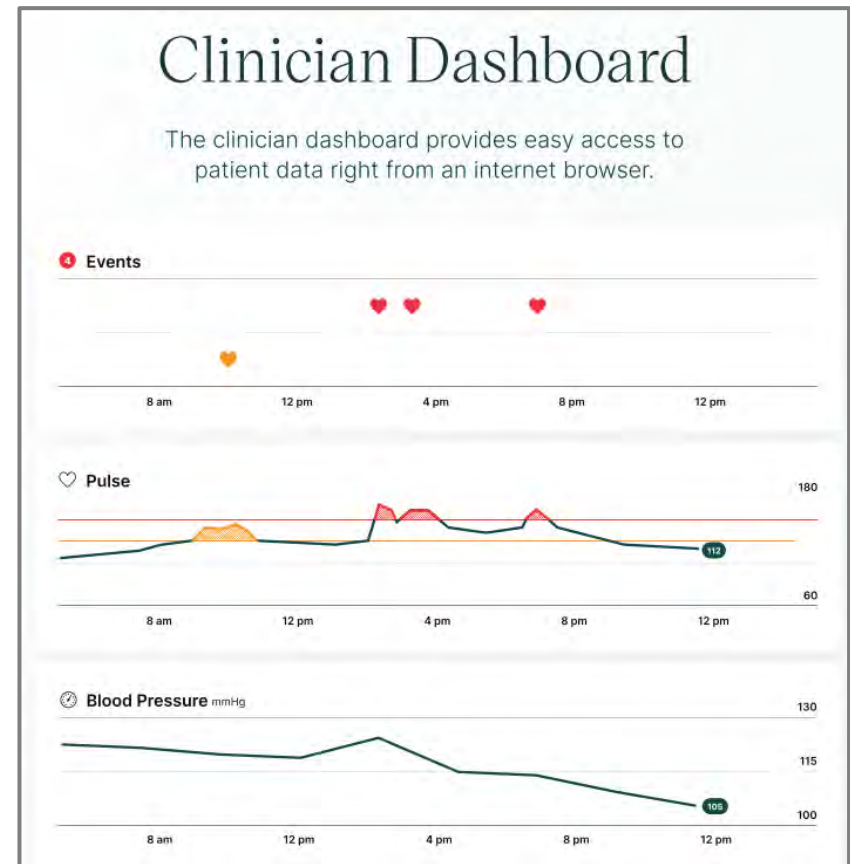 Clinician Dashboard
The clinician dashboard provides easy access to
patient data right from an internet browser.
4 Events
8 am 12 pm 4 pm 8 pm 12 pm
Pulse
180
112
60
8 am 12 pm 4 pm 8 pm 12 pm
Blood Pressure mmHg
130
115
105
100
8 am 12 pm 4 pm 8 pm 12 pm